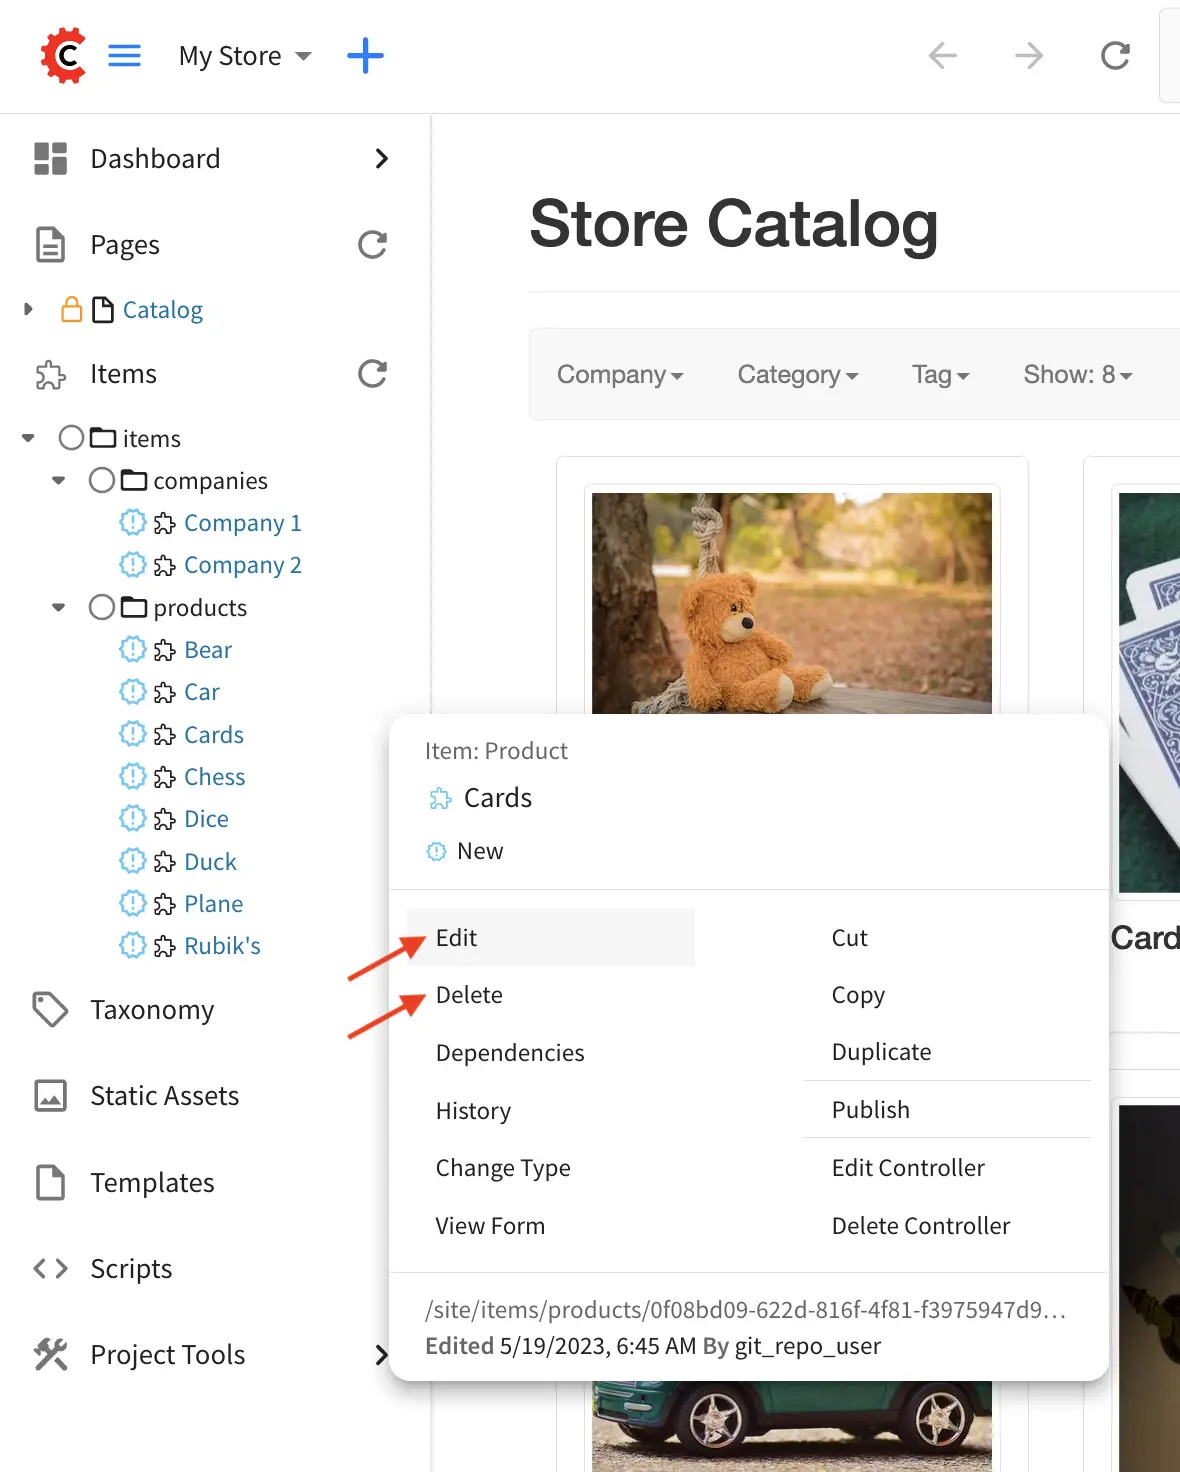 C
My Store
Dashboard
Pages
Catalog
Items
items
companies
Company 1
Company 2
products
Bear
Car
Cards
Chess
Dice
Duck
Plane
Rubik's
Taxonomy
Static Assets
Templates
Scripts
Project Tools
Store Catalog
Company
Category
Tag
Show: 8
Card
Item: Product
Cards
New
Edit
Delete
Dependencies
History
Change Type
View Form
Cut
Copy
Duplicate
Publish
Edit Controller
Delete Controller
/site/items/products/0f08bd09-622d-816f-4f81-f3975947d9...
Edited 5/19/2023, 6:45 AM By git_repo_user